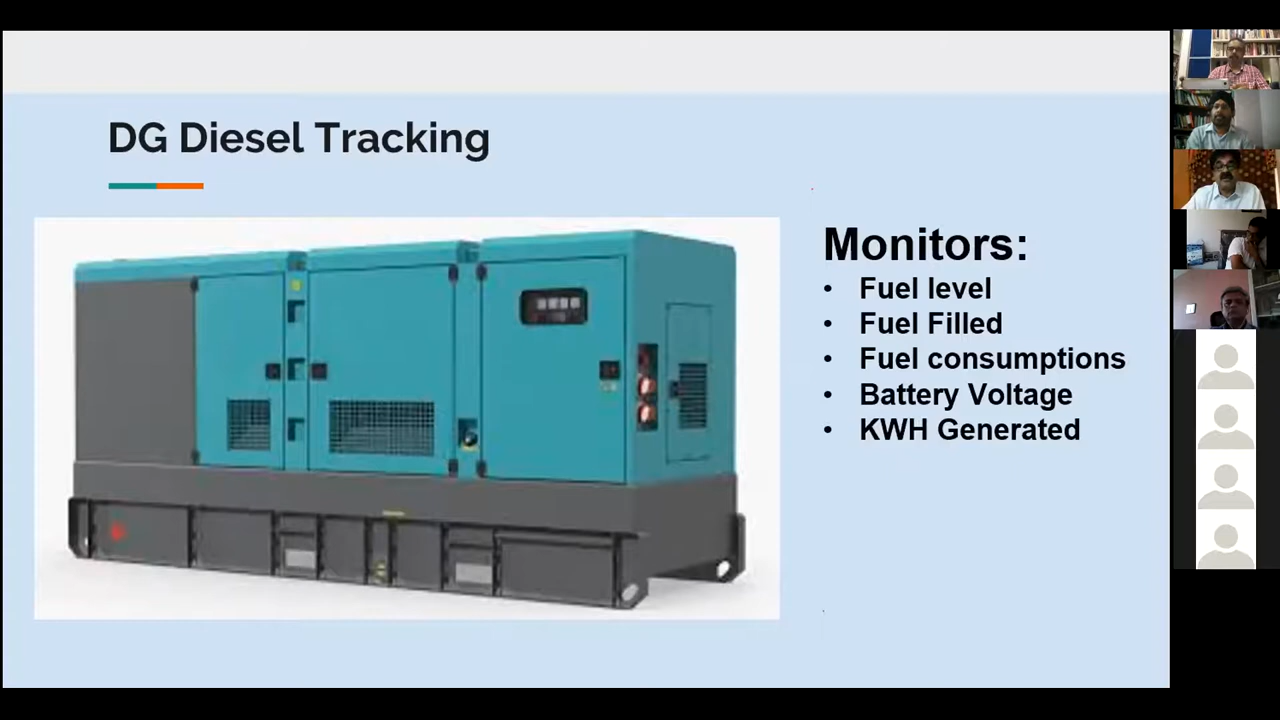 DG Diesel Tracking
Monitors:
• Fuel level
• Fuel Filled
• Fuel consumptions
• Battery Voltage
• KWH Generated